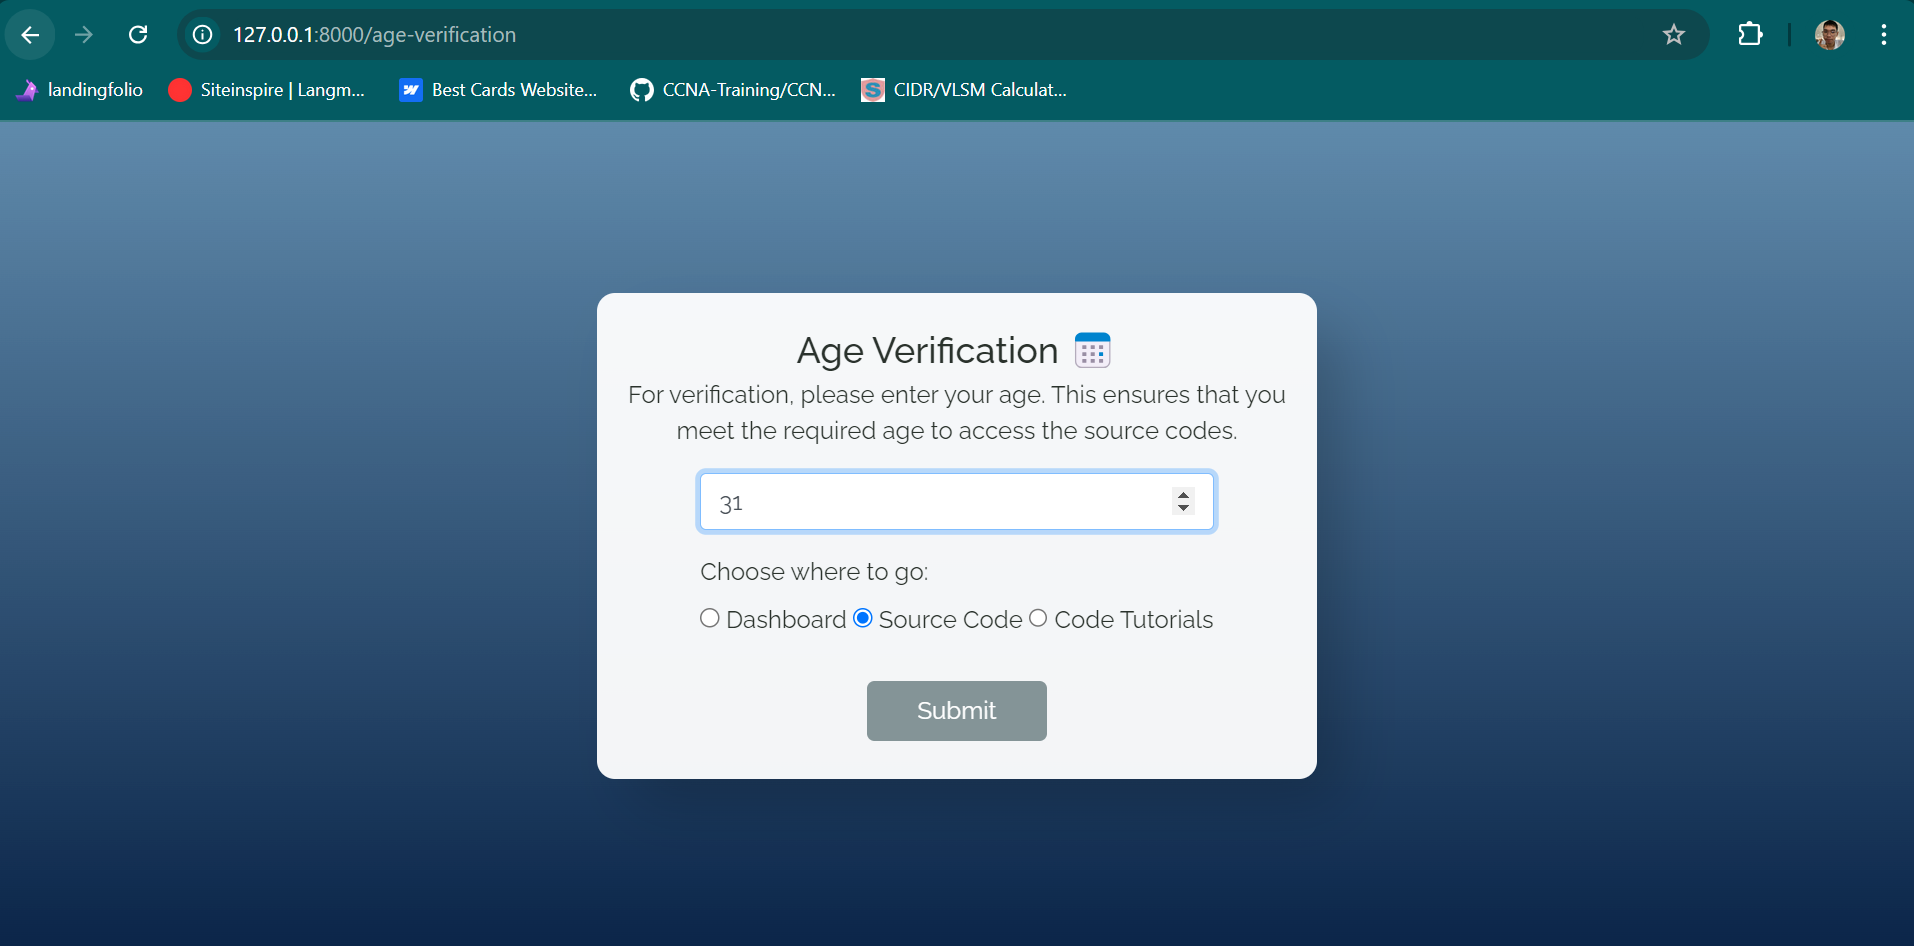 127.0.0.1:8000/age-verification
landingfolio
Siteinspire | Langm...
Best Cards Website...
CCNA-Training/CCN...
CIDR/VLSM Calculat...
Age Verification
For verification, please enter your age. This ensures that you
meet the required age to access the source codes.
31
Choose where to go:
Dashboard Source Code Code Tutorials
Submit